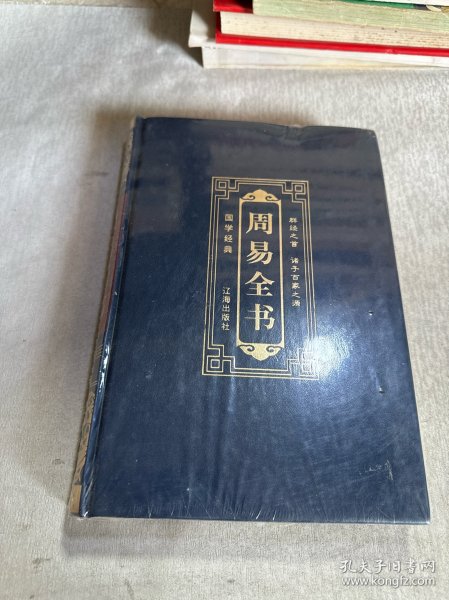 群经之首 诸子百家之源
周易全书
国学经典
辽海出版社
孔夫子旧书网
www.kongfz.com